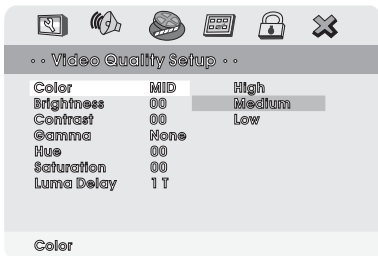 ◦ ◦ Video Quality Setup ◦ ◦
Color MID High
Brightness 00 Medium
Contrast 00 Low
Gamma None
Hue 00
Saturation 00
Luma Delay 1 T
Color